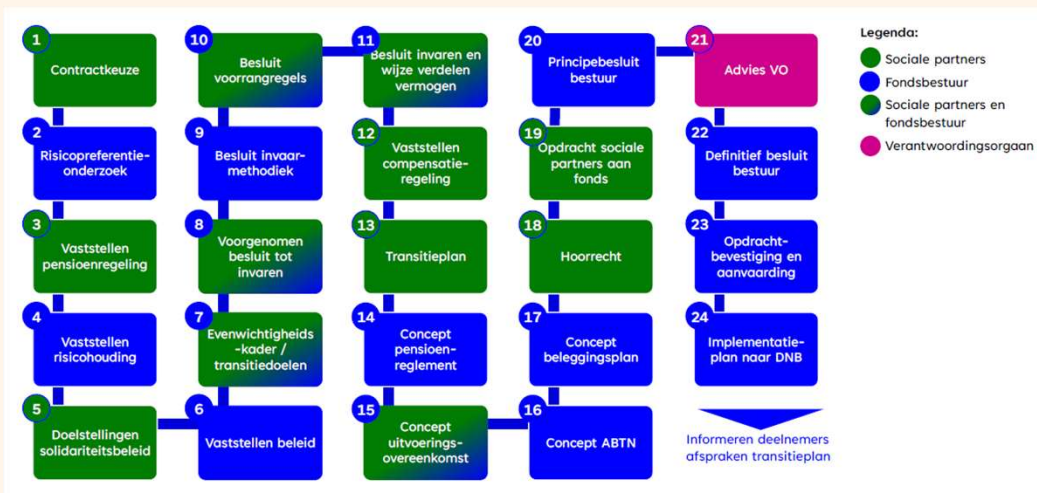 1
Contractkeuze
2
Risicopreferentie-
onderzoek
3
Vaststellen
pensioenregeling
4
Vaststellen
risicohouding
5
Doelstellingen
solidariteitsbeleid
6
Vaststellen beleid
7
Evenwichtigheids
-kader /
transitiedoelen
8
Voorgenomen
besluit tot
invaren
9
Besluit invaar-
methodiek
10
Besluit
voorrangregels
11
Besluit invaren en
wijze verdelen
vermogen
12
Vaststellen
compensatie-
regeling
13
Transitieplan
14
Concept
pensioen-
reglement
15
Concept
uitvoerings-
overeenkomst
16
Concept ABTN
17
Concept
beleggingsplan
18
Hoorrecht
19
Opdracht sociale
partners aan
fonds
20
Principebesluit
bestuur
21
Advies VO
22
Definitief besluit
bestuur
23
Opdracht-
bevestiging en
aanvaarding
24
Implementatie-
plan naar DNB
Informeren deelnemers
afspraken transitieplan
Legenda:
Sociale partners
Fondsbestuur
Sociale partners en
fondsbestuur
Verantwoordingsorgaan